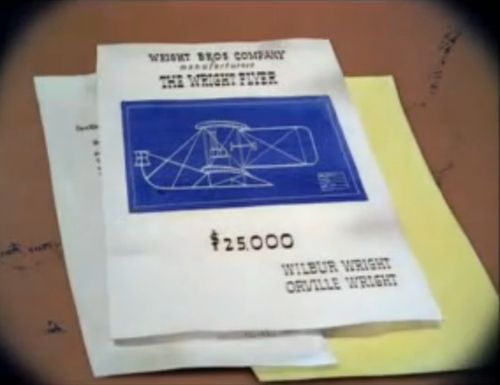 WRIGHT BROS COMPANY
manufacturers
THE WRIGHT FLYER
$25,000
WILBUR WRIGHT
ORVILLE WRIGHT